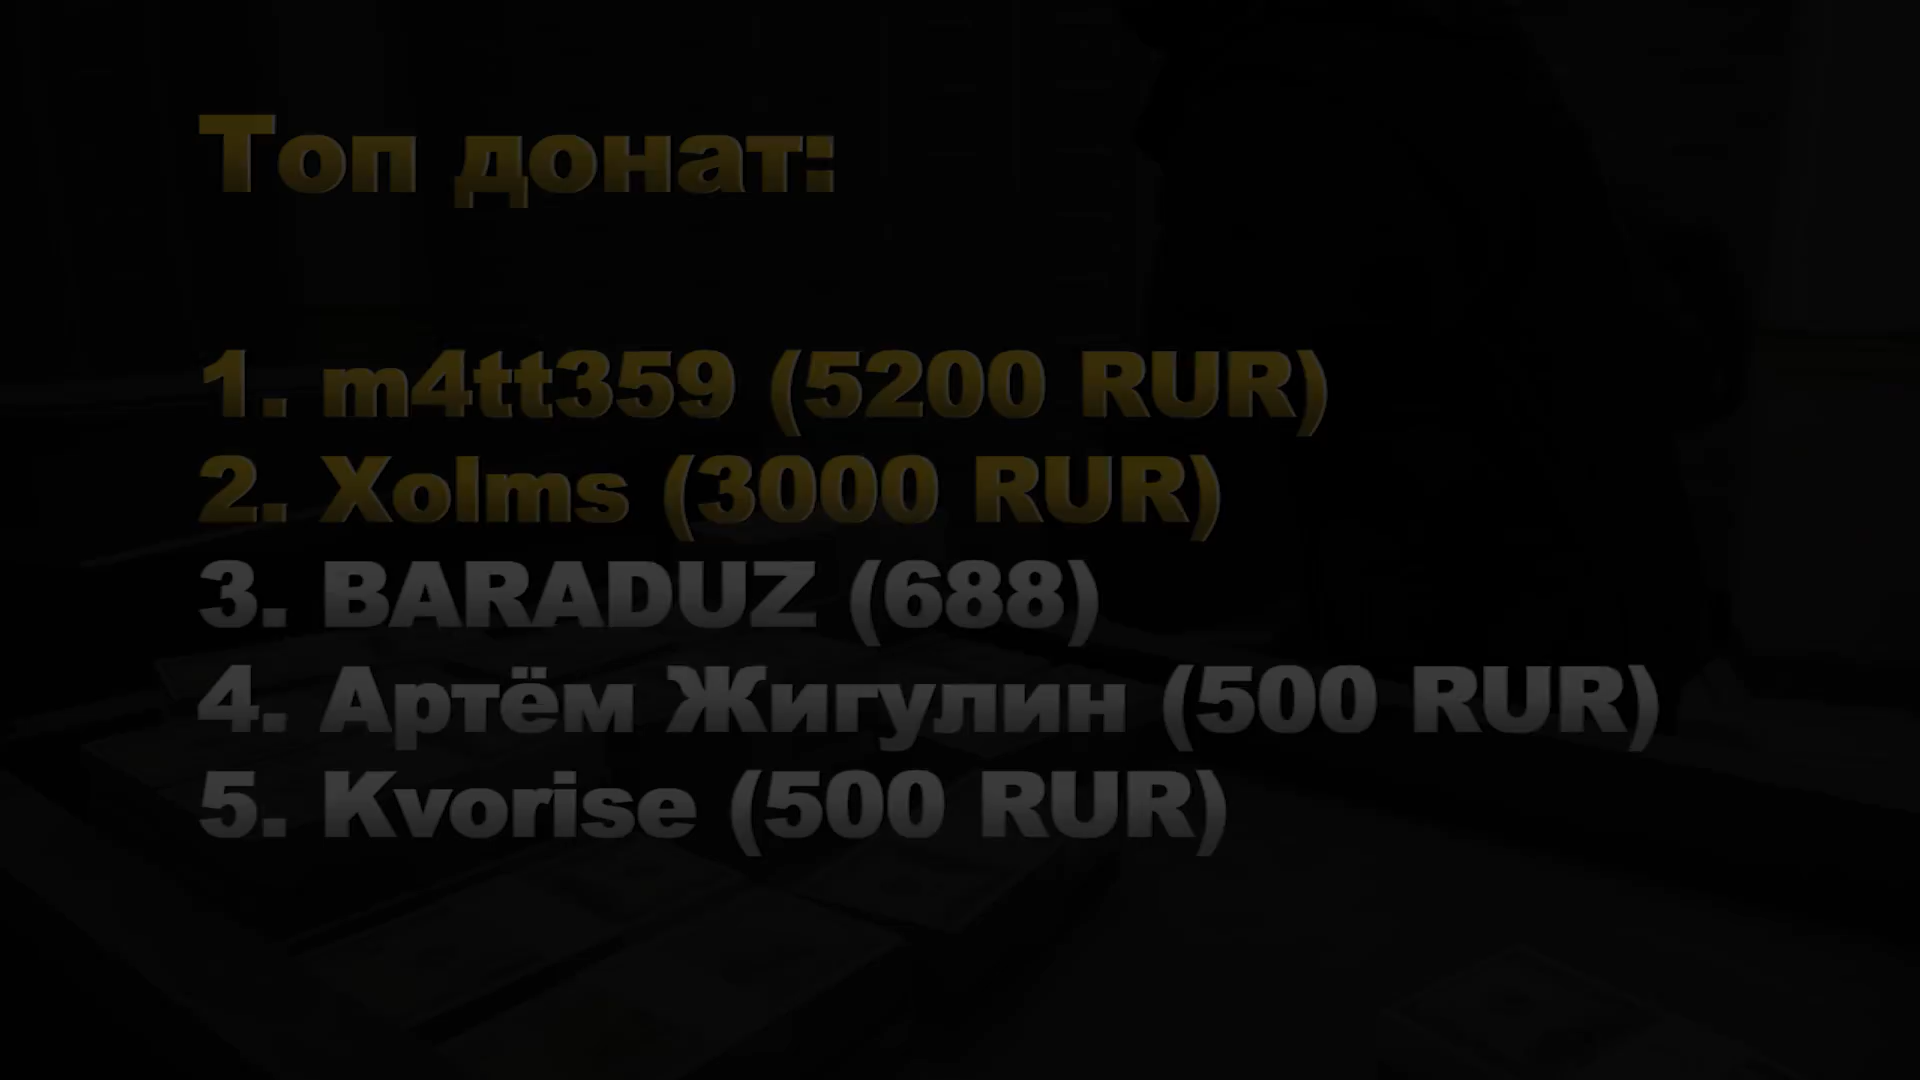 Топ донат:
1. m4tt359 (5200 RUR)
2. Xolms (3000 RUR)
3. BARADUZ (688)
4. Артём Жигулин (500 RUR)
5. Kvorise (500 RUR)